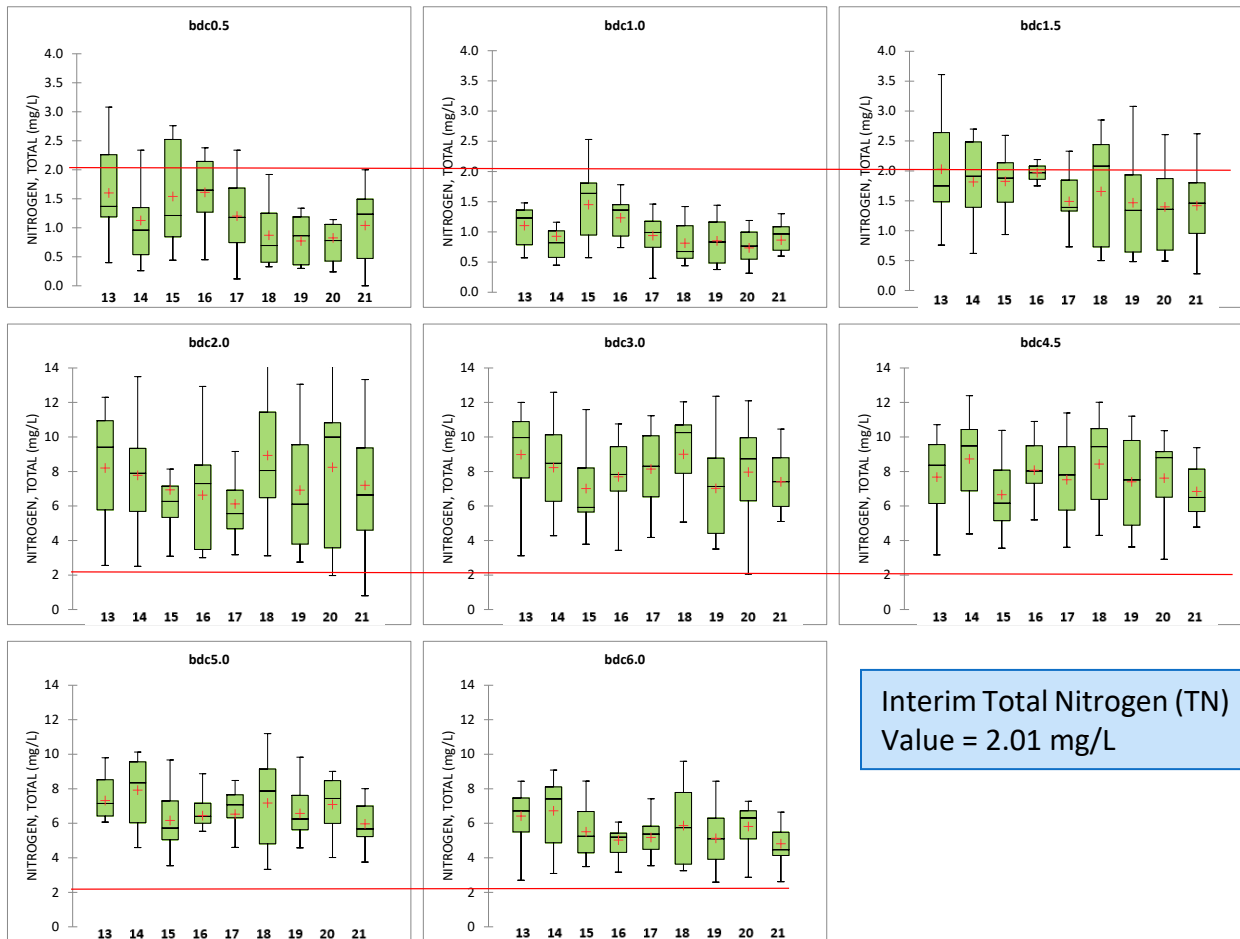 bdc0.5
NITROGEN, TOTAL (mg/L)
4.0
3.5
3.0
2.5
2.0
1.5
1.0
0.5
0.0
13 14 15 16 17 18 19 20 21
bdc1.0
NITROGEN, TOTAL (mg/L)
4.0
3.5
3.0
2.5
2.0
1.5
1.0
0.5
0.0
13 14 15 16 17 18 19 20 21
bdc1.5
NITROGEN, TOTAL (mg/L)
4.0
3.5
3.0
2.5
2.0
1.5
1.0
0.5
0.0
13 14 15 16 17 18 19 20 21
bdc2.0
NITROGEN, TOTAL (mg/L)
14
12
10
8
6
4
2
0
13 14 15 16 17 18 19 20 21
bdc3.0
NITROGEN, TOTAL (mg/L)
14
12
10
8
6
4
2
0
13 14 15 16 17 18 19 20 21
bdc4.5
NITROGEN, TOTAL (mg/L)
14
12
10
8
6
4
2
0
13 14 15 16 17 18 19 20 21
bdc5.0
NITROGEN, TOTAL (mg/L)
14
12
10
8
6
4
2
0
13 14 15 16 17 18 19 20 21
bdc6.0
NITROGEN, TOTAL (mg/L)
14
12
10
8
6
4
2
0
13 14 15 16 17 18 19 20 21
Interim Total Nitrogen (TN)
Value = 2.01 mg/L